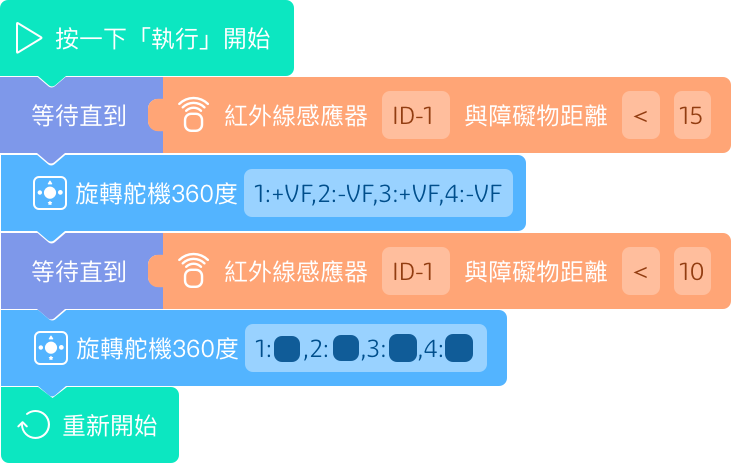 按一下「執行」開始
等待直到 紅外線感應器 ID-1 與障礙物距離 < 15
旋轉舵機360度 1:+VF,2:-VF,3:+VF,4:-VF
等待直到 紅外線感應器 ID-1 與障礙物距離 < 10
旋轉舵機360度 1: ,2: ,3: ,4:
重新開始